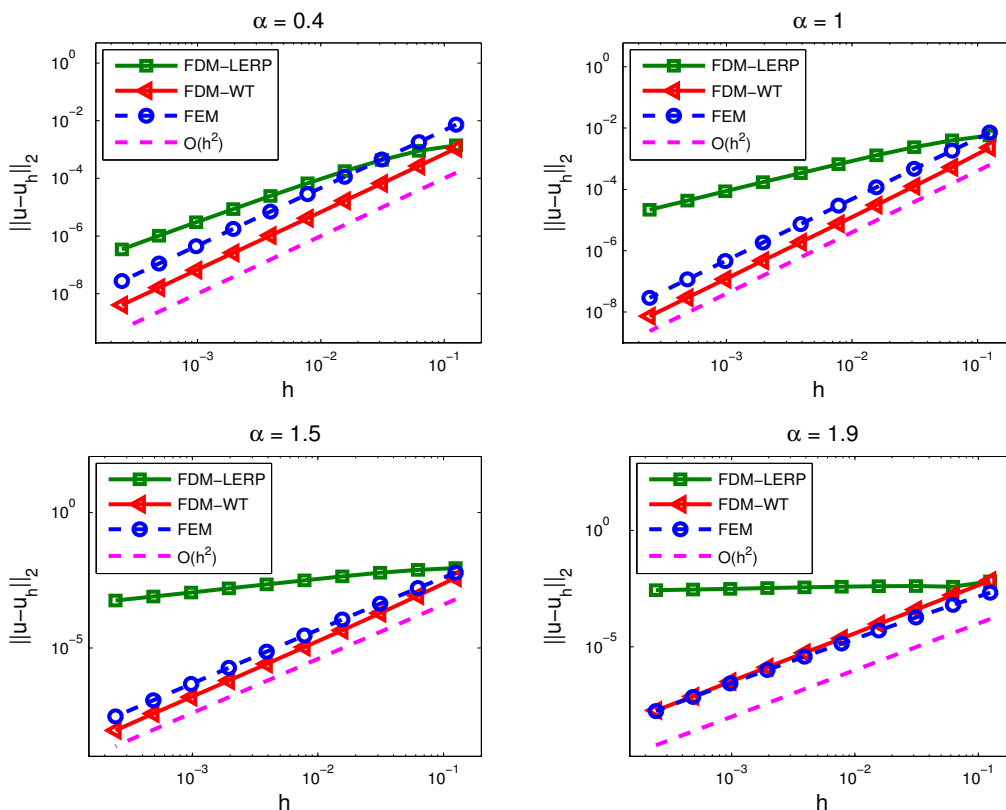 α = 0.4
10^0
10^-2
10^-4
10^-6
10^-8
||u-u_h||_2
FDM-LERP
FDM-WT
FEM
O(h^2)
10^-3
10^-2
10^-1
h
α = 1
10^0
10^-2
10^-4
10^-6
10^-8
||u-u_h||_2
FDM-LERP
FDM-WT
FEM
O(h^2)
10^-3
10^-2
10^-1
h
α = 1.5
10^0
10^-5
||u-u_h||_2
FDM-LERP
FDM-WT
FEM
O(h^2)
10^-3
10^-2
10^-1
h
α = 1.9
10^0
10^-5
||u-u_h||_2
FDM-LERP
FDM-WT
FEM
O(h^2)
10^-3
10^-2
10^-1
h